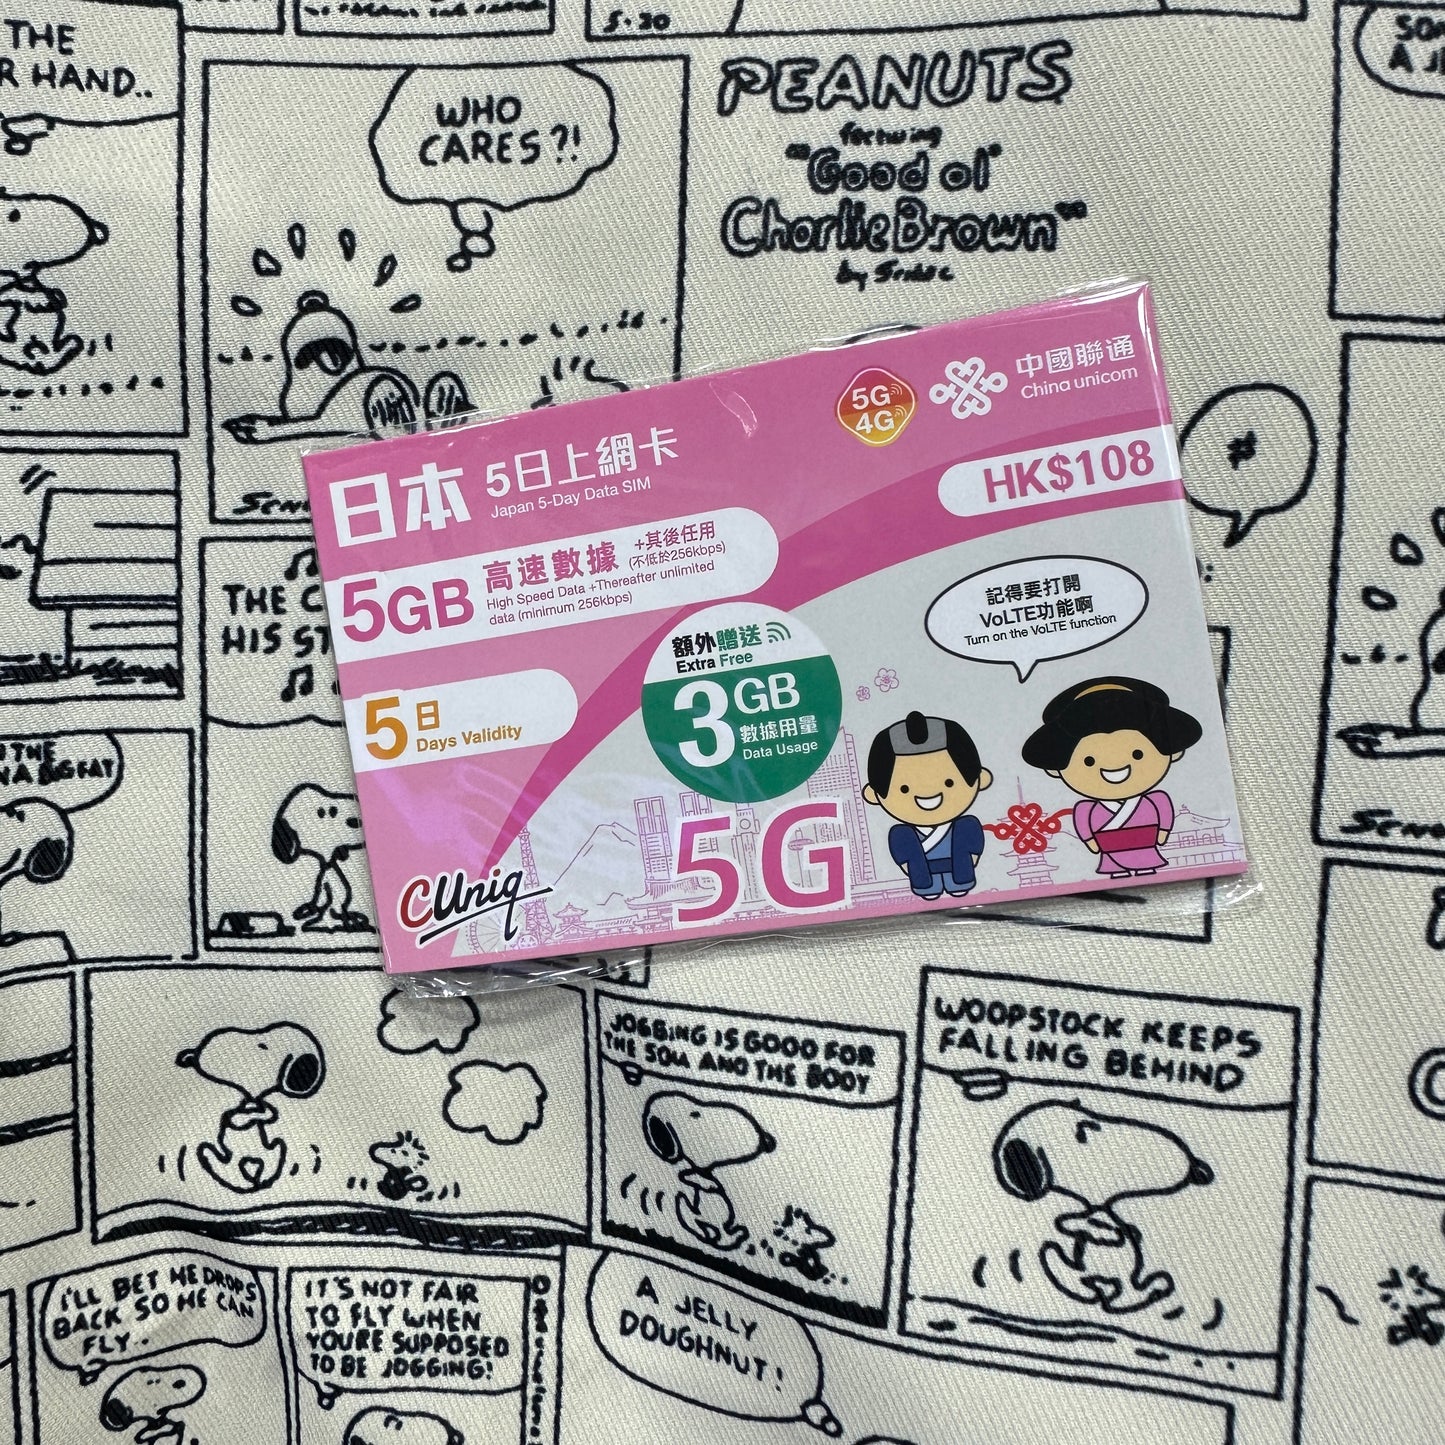 THE
R HAND..
5·20
WHO
CARES?!
PEANUTS
featuring
"Good ol'
Charlie Brown"
by Schulz
中國聯通
China unicom
5G
4G
HK$108
日本 5日上網卡
Japan 5-Day Data SIM
5GB 高速數據 +其後任用
(不低於256kbps)
High Speed Data +Thereafter unlimited
data (minimum 256kbps)
5日
Days Validity
額外贈送
Extra Free
3GB
數據用量
Data Usage
記得要打開
VoLTE功能啊
Turn on the VoLTE function
5G
CUniq
THE C
HIS ST
JOGGING IS GOOD FOR
THE SOUL AND THE BODY
WOODSTOCK KEEPS
FALLING BEHIND
I'LL BET HE DROPS
BACK SO HE CAN
FLY..
IT'S NOT FAIR
TO FLY WHEN
YOU'RE SUPPOSED
TO BE JOGGING!
A JELLY
DOUGHNUT!